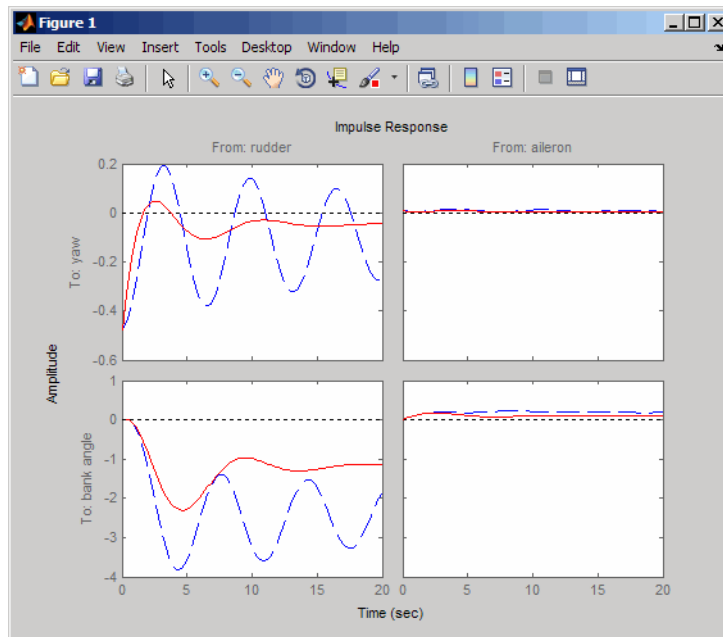 Figure 1
File Edit View Insert Tools Desktop Window Help
Impulse Response
From: rudder
From: aileron
Amplitude
To: yaw
0.2
0
-0.2
-0.4
-0.6
To: bank angle
1
0
-1
-2
-3
-4
0 5 10 15 20
0 5 10 15 20
Time (sec)